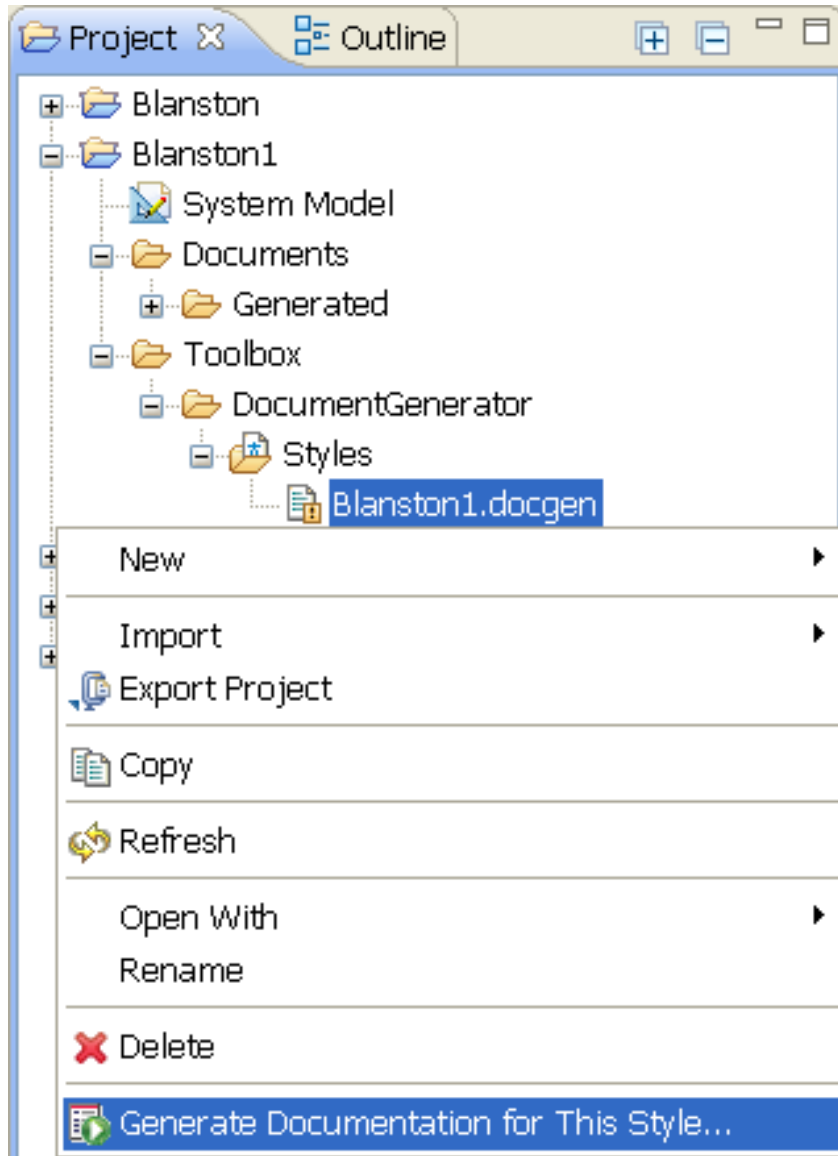 Project Outline
Blanston
Blanston1
System Model
Documents
Generated
Toolbox
DocumentGenerator
Styles
Blanston1.docgen
New
Import
Export Project
Copy
Refresh
Open With
Rename
Delete
Generate Documentation for This Style...